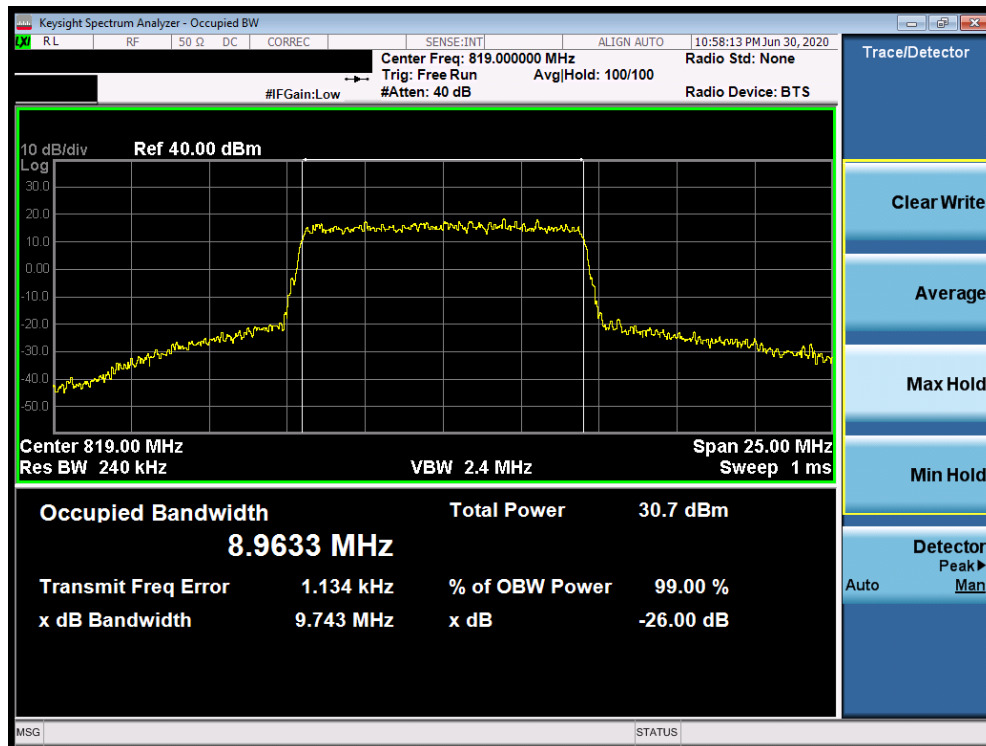 Keysight Spectrum Analyzer - Occupied BW
LXI RL RF 50 Ω DC CORREC SENSE:INT ALIGN AUTO 10:58:13 PM Jun 30, 2020
Center Freq: 819.000000 MHz Radio Std: None
Trig: Free Run Avg|Hold: 100/100
#IFGain:Low #Atten: 40 dB Radio Device: BTS
10 dB/div Ref 40.00 dBm
Log
30.0
20.0
10.0
0.00
-10.0
-20.0
-30.0
-40.0
-50.0
Center 819.00 MHz Span 25.00 MHz
Res BW 240 kHz VBW 2.4 MHz Sweep 1 ms
Occupied Bandwidth Total Power 30.7 dBm
8.9633 MHz
Transmit Freq Error 1.134 kHz % of OBW Power 99.00 %
x dB Bandwidth 9.743 MHz x dB -26.00 dB
Trace/Detector
Clear Write
Average
Max Hold
Min Hold
Detector
Peak▶
Auto Man
MSG STATUS